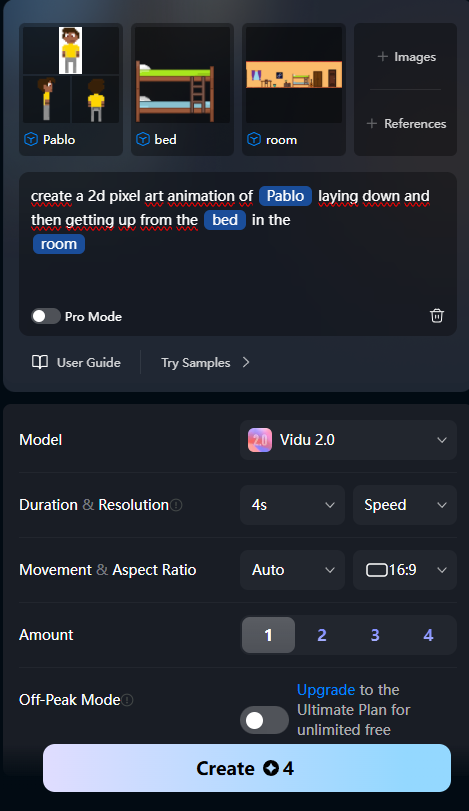 + Images
+ References
Pablo
bed
room
create a 2d pixel art animation of Pablo laying down and
then getting up from the bed in the
room
Pro Mode
User Guide
Try Samples
Model
2.0 Vidu 2.0
Duration & Resolution
4s
Speed
Movement & Aspect Ratio
Auto
16:9
Amount
1 2 3 4
Off-Peak Mode
Upgrade to the
Ultimate Plan for
unlimited free
Create 4